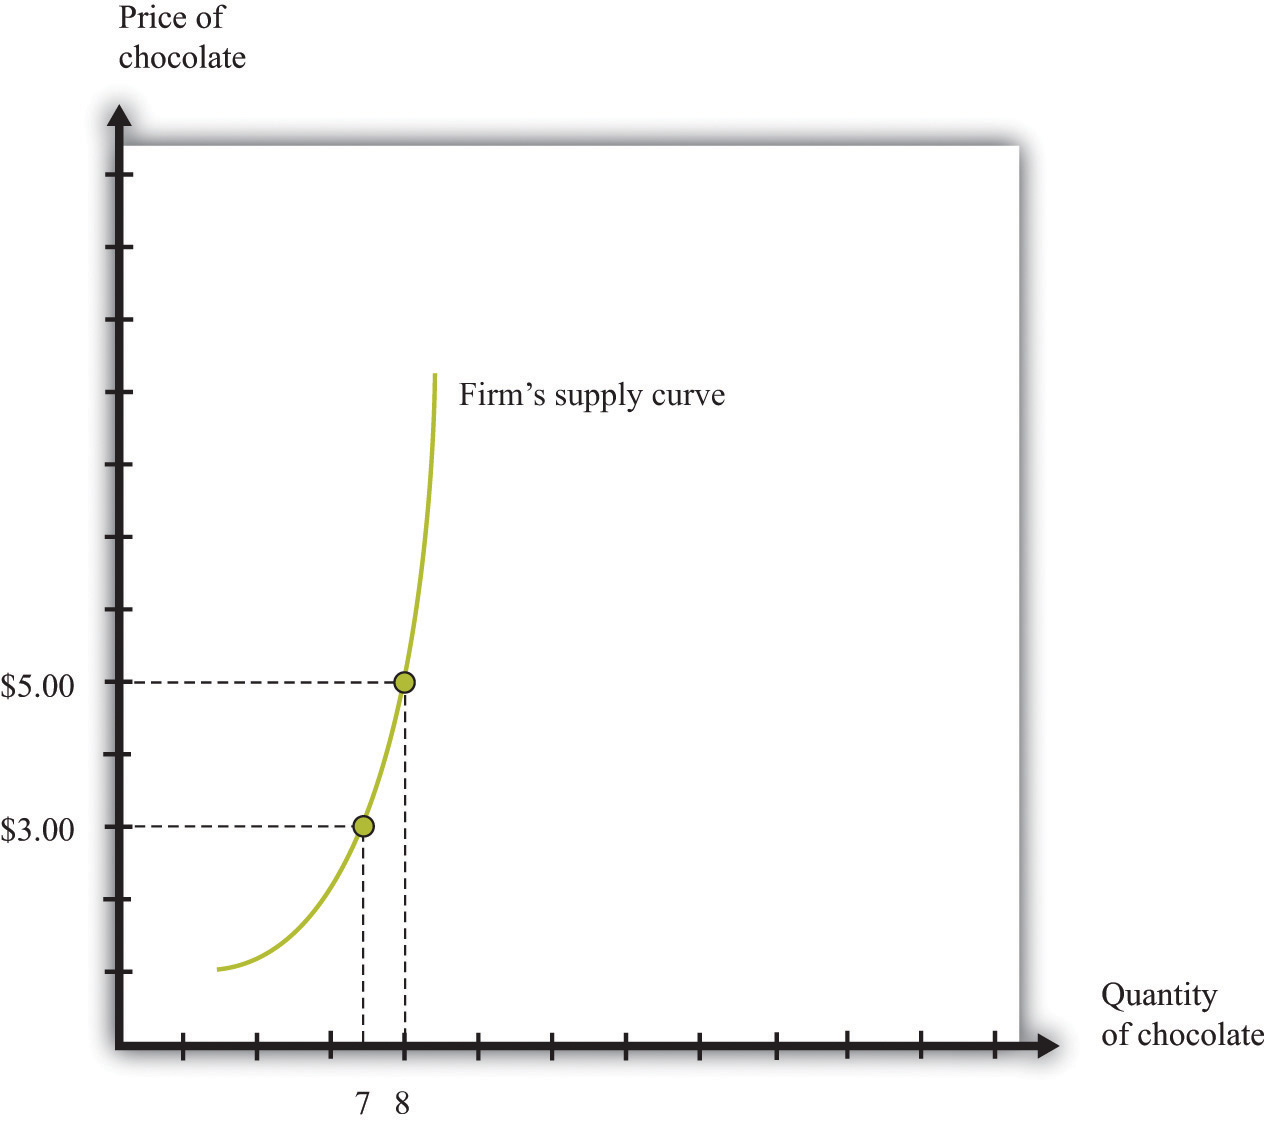 Price of
chocolate
Firm’s supply curve
$5.00
$3.00
Quantity
of chocolate
7 8